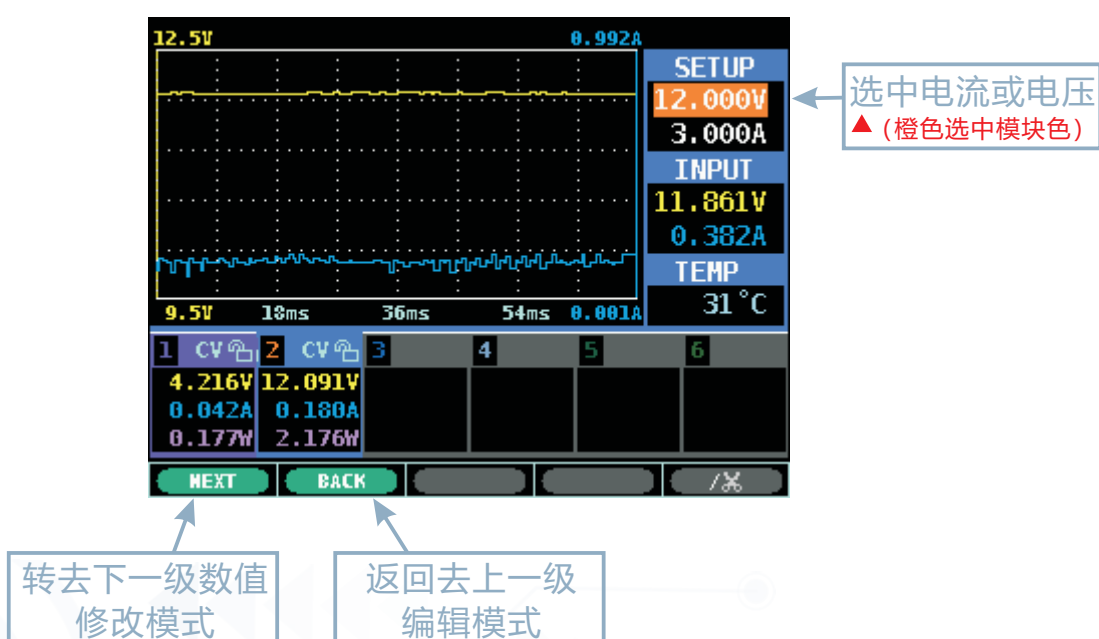 12.5V 0.992A
SETUP
12.000V
3.000A
INPUT
11.861V
0.382A
TEMP
31°C
9.5V 18ms 36ms 54ms 0.001A
选中电流或电压
▲（橙色选中模块色）
1 CV 2 CV 3 4 5 6
4.216V 12.091V
0.042A 0.180A
0.177W 2.176W
NEXT BACK /
转去下一级数值
修改模式
返回去上一级
编辑模式